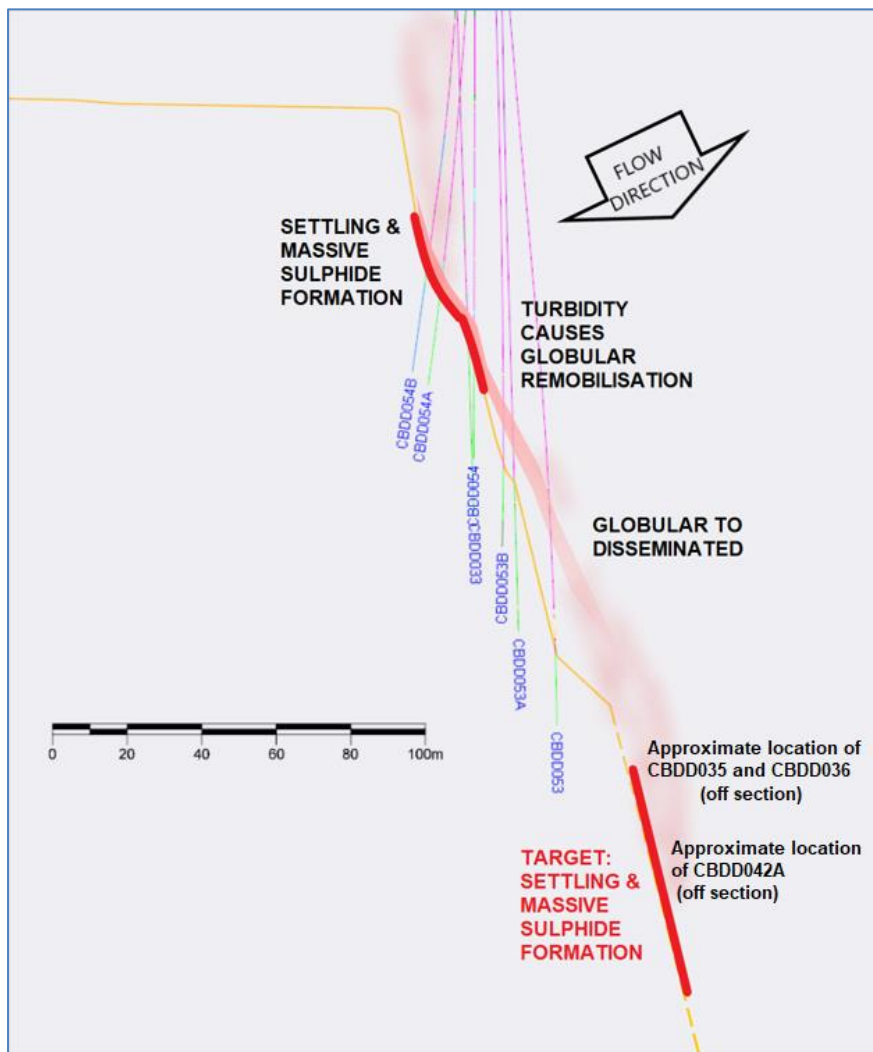 FLOW
DIRECTION
SETTLING &
MASSIVE
SULPHIDE
FORMATION
TURBIDITY
CAUSES
GLOBULAR
REMOBILISATION
CBDD054B
CBDD054A
CBDD033
GLOBULAR TO
DISSEMINATED
CBDD053B
CBDD053A
CBDD053
0 20 40 60 80 100m
Approximate location of
CBDD035 and CBDD036
(off section)
Approximate location
of CBDD042A
(off section)
TARGET:
SETTLING &
MASSIVE
SULPHIDE
FORMATION